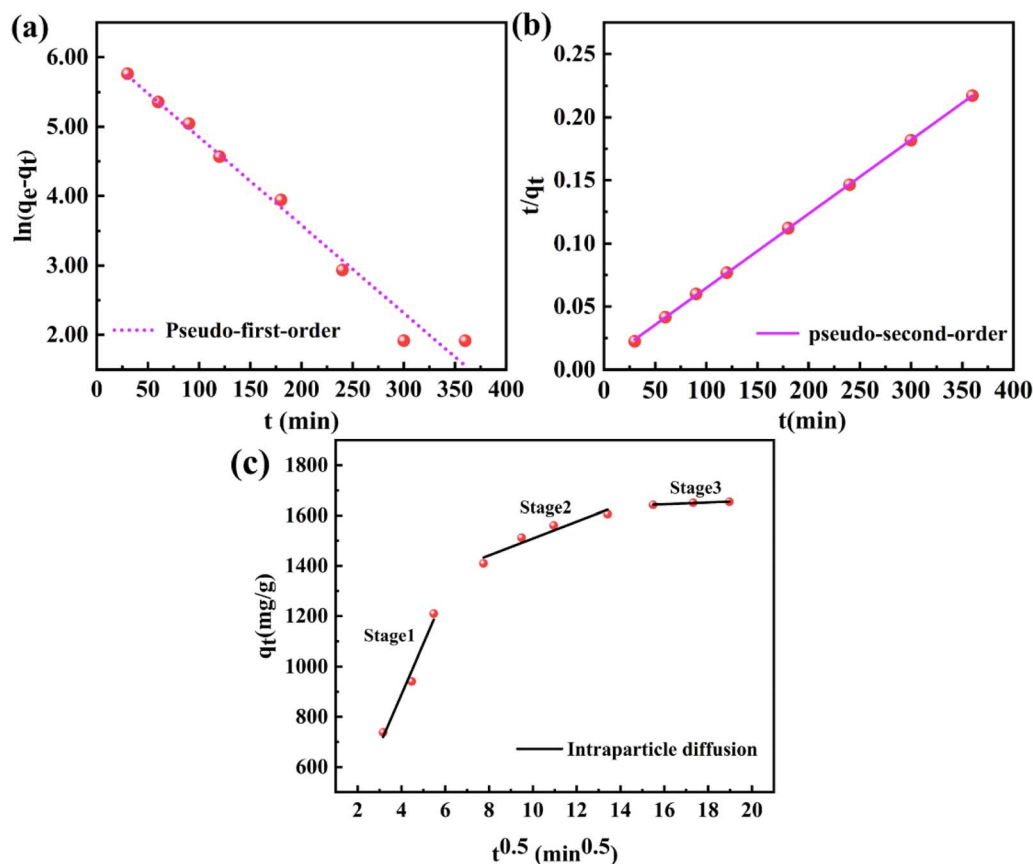 (a)
6.00
5.00
4.00
3.00
2.00
ln(qe-qt)
Pseudo-first-order
0 50 100 150 200 250 300 350 400
t (min)
(b)
0.25
0.20
0.15
0.10
0.05
0.00
t/qt
pseudo-second-order
0 50 100 150 200 250 300 350 400
t(min)
(c)
1800
1600
1400
1200
1000
800
600
qt(mg/g)
Stage1
Stage2
Stage3
Intraparticle diffusion
2 4 6 8 10 12 14 16 18 20
t0.5 (min0.5)